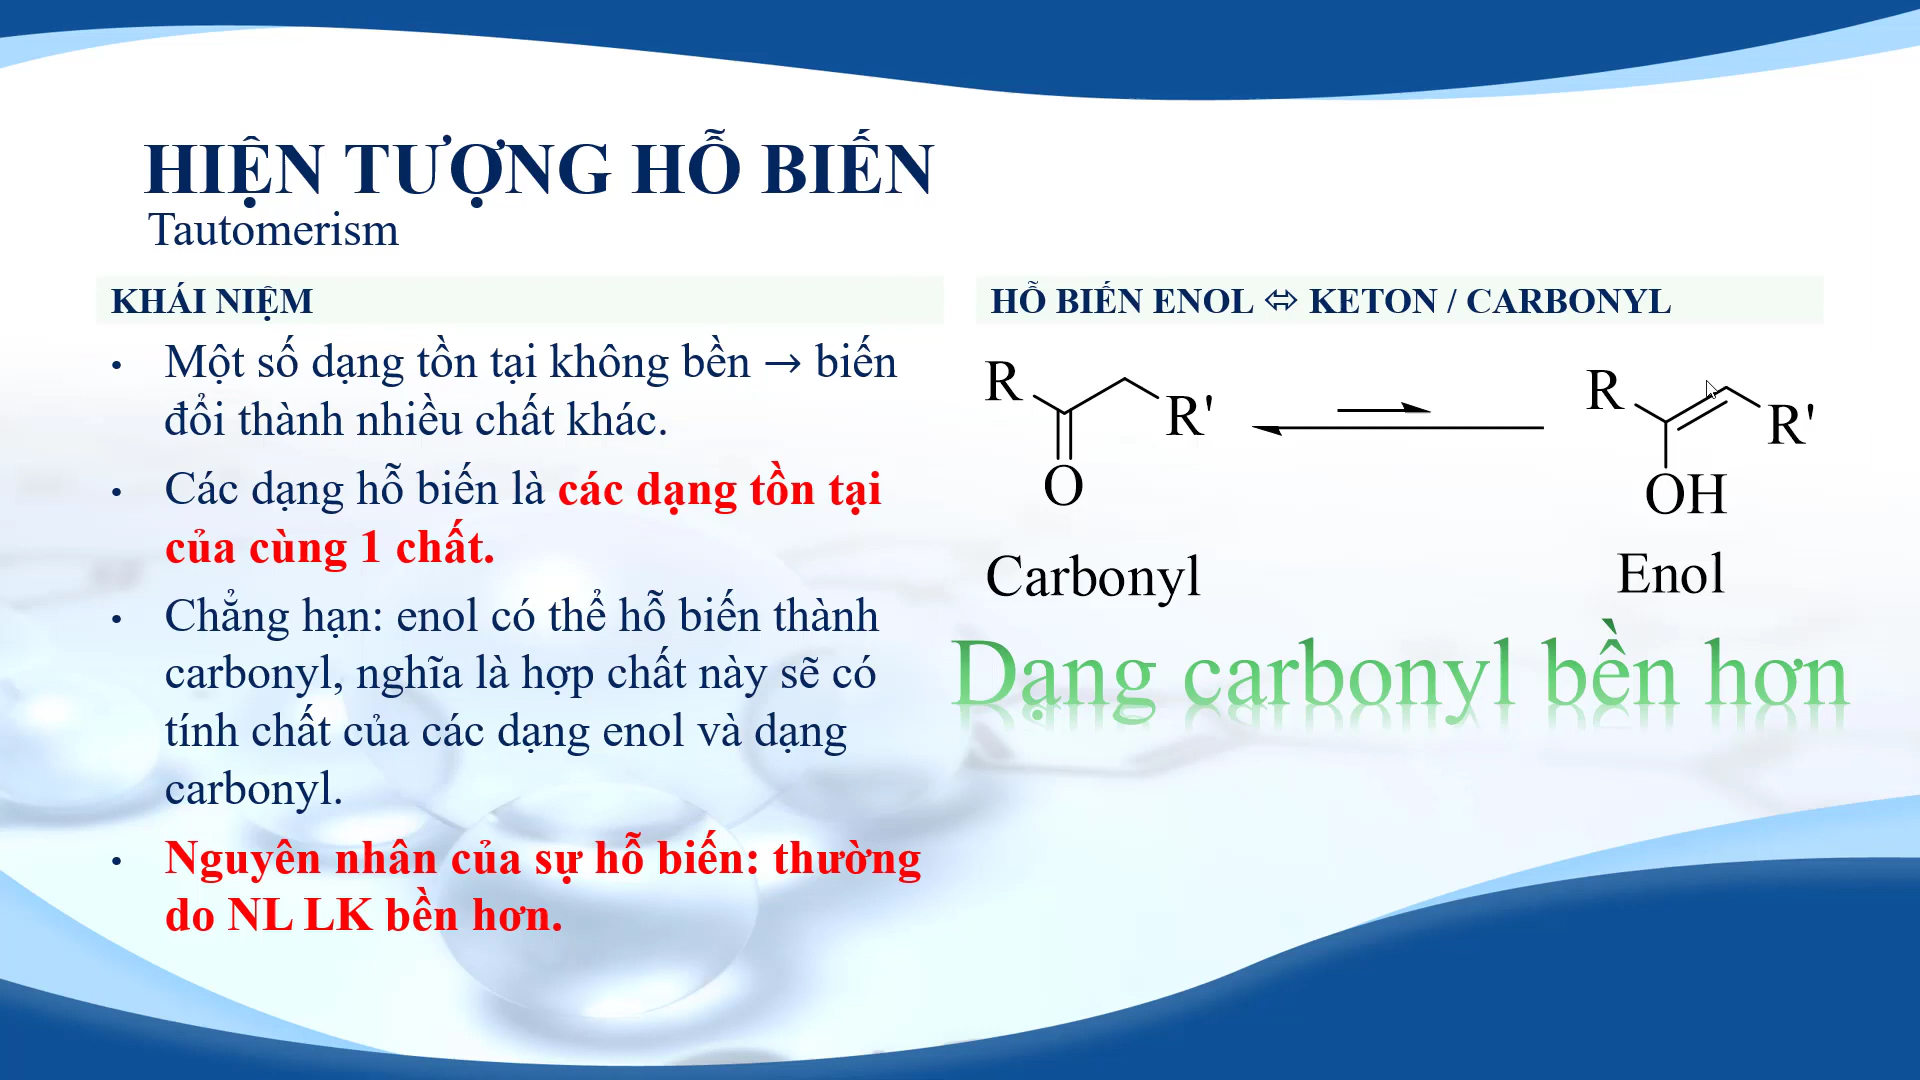 HIỆN TƯỢNG HỖ BIẾN
Tautomerism
KHÁI NIỆM
• Một số dạng tồn tại không bền → biến
đổi thành nhiều chất khác.
• Các dạng hỗ biến là các dạng tồn tại
của cùng 1 chất.
• Chẳng hạn: enol có thể hỗ biến thành
carbonyl, nghĩa là hợp chất này sẽ có
tính chất của các dạng enol và dạng
carbonyl.
• Nguyên nhân của sự hỗ biến: thường
do NL LK bền hơn.
HỖ BIẾN ENOL ⬄ KETON / CARBONYL
R
R'
O
R
R'
OH
Carbonyl
Enol
Dạng carbonyl bền hơn